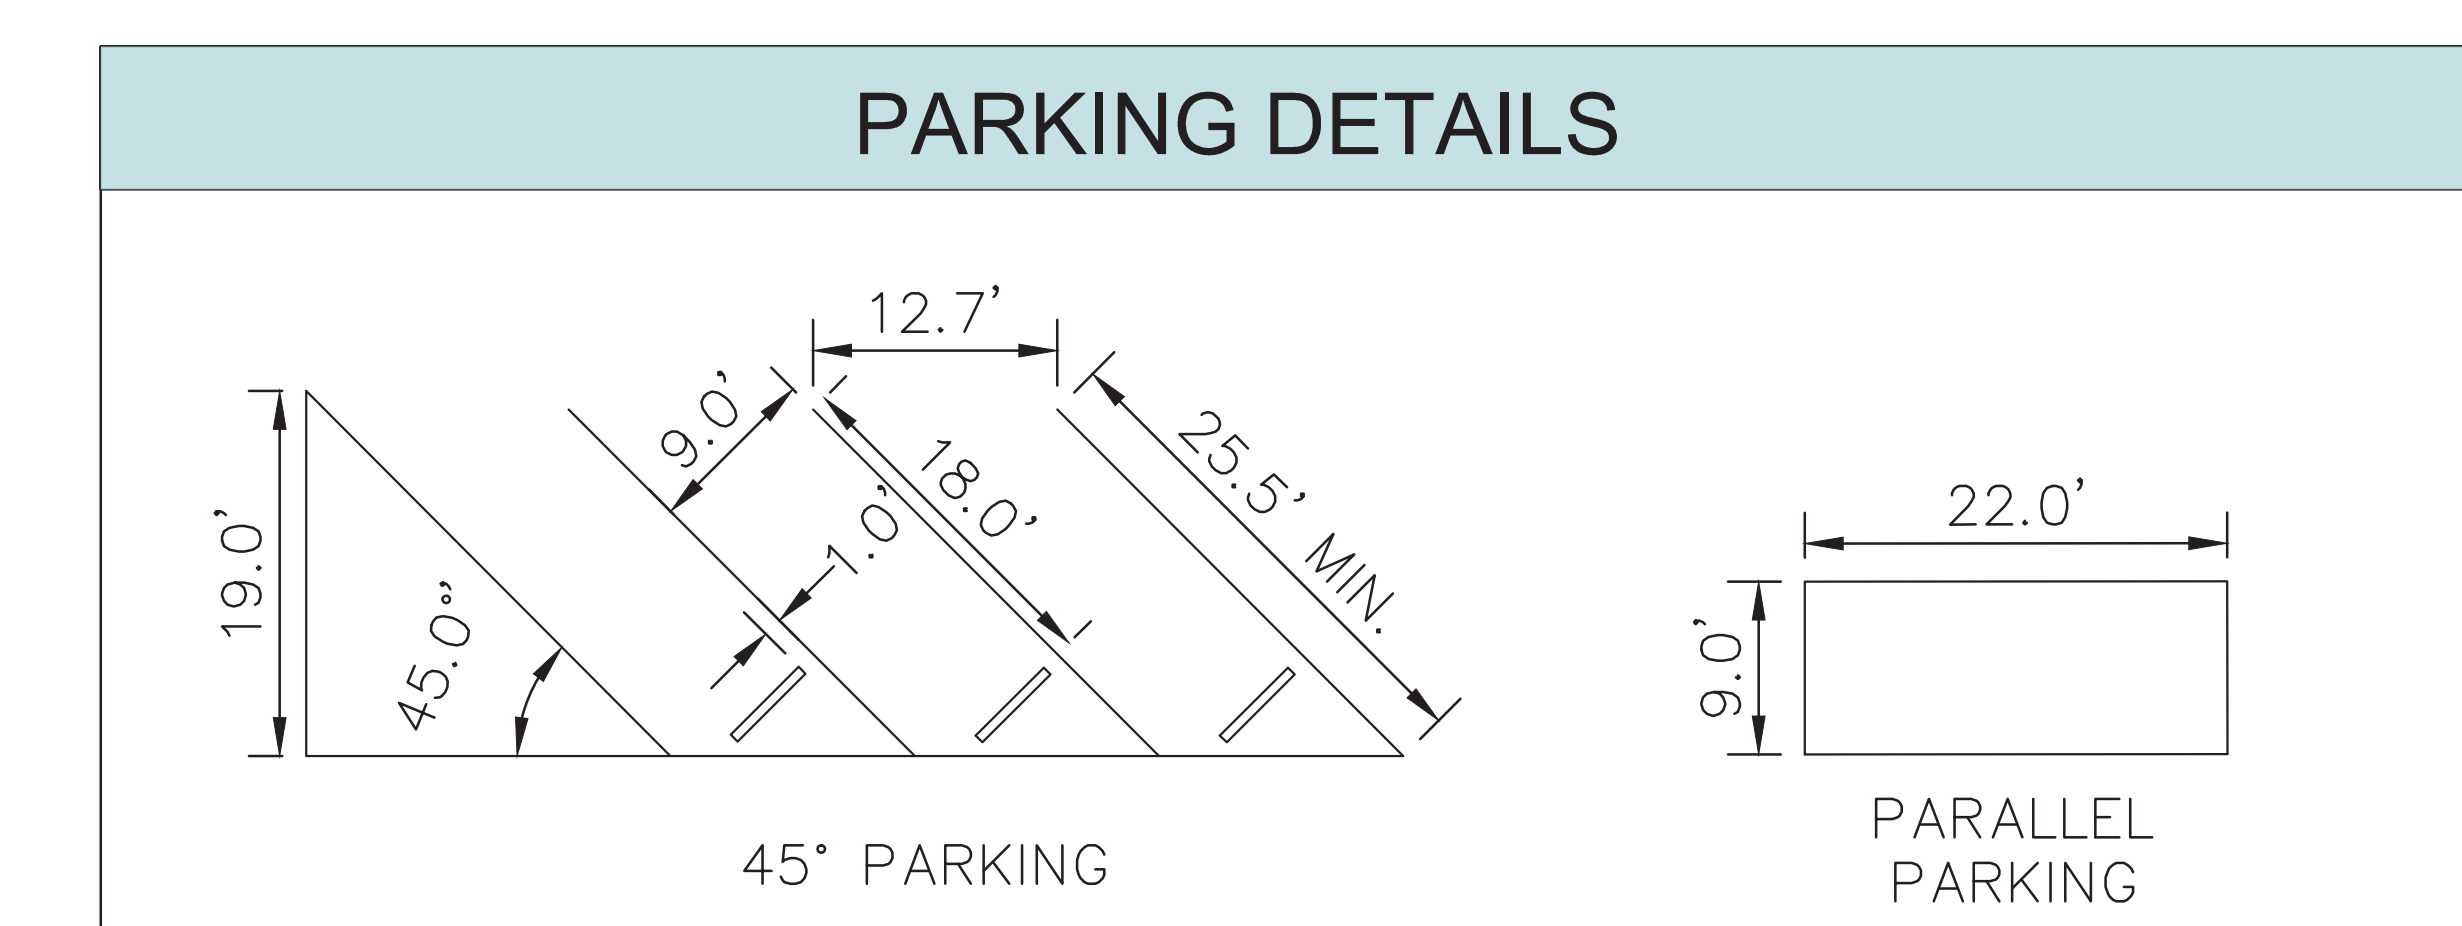 PARKING DETAILS
12.7'
9.0'
18.0'
25.5' MIN.
1.0'
19.0'
45.0°'
45° PARKING
22.0'
9.0'
PARALLEL
PARKING